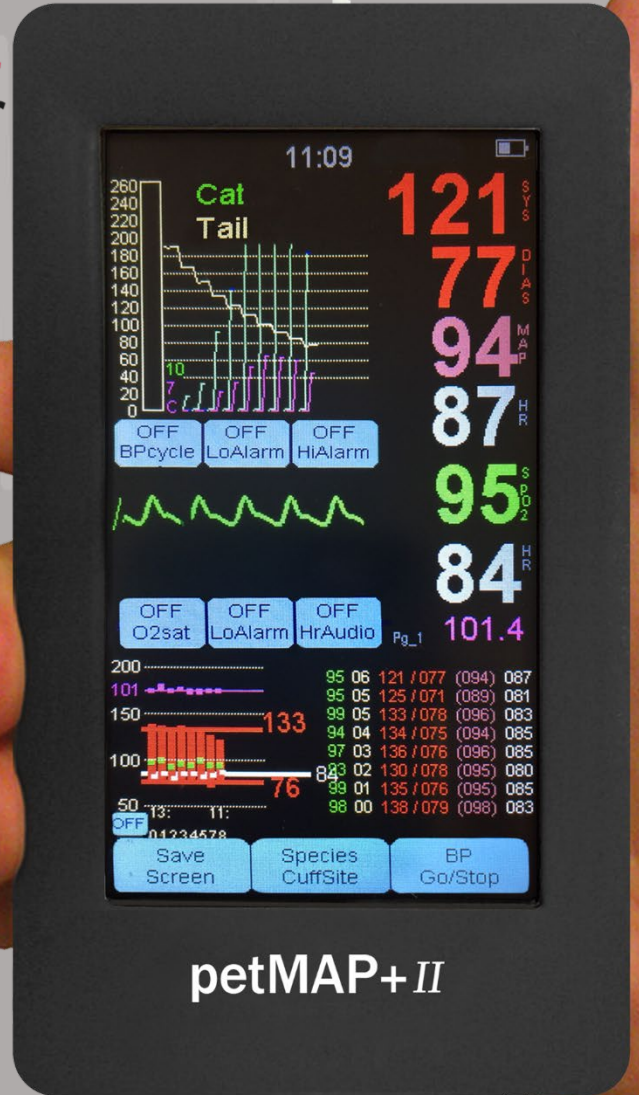 11:09
260
240
220
200
180
160
140
120
100
80
60
40
20
0
Cat
Tail
10
7
C
121 SYS
77 DIAS
94 MAP
87 HR
OFF BPcycle
OFF LoAlarm
OFF HiAlarm
95 SPO2
84 HR
OFF O2sat
OFF LoAlarm
OFF HrAudio
Pg_1 101.4
200
101
150
100
50
133
84
76
13: 11:
01234578
OFF
95 06 121/077 (094) 087
95 05 125/071 (089) 081
99 05 133/078 (096) 083
94 04 134/075 (094) 085
97 03 136/076 (096) 085
93 02 130/078 (095) 080
99 01 135/076 (095) 085
98 00 138/079 (098) 083
Save Screen
Species CuffSite
BP Go/Stop
petMAP+II